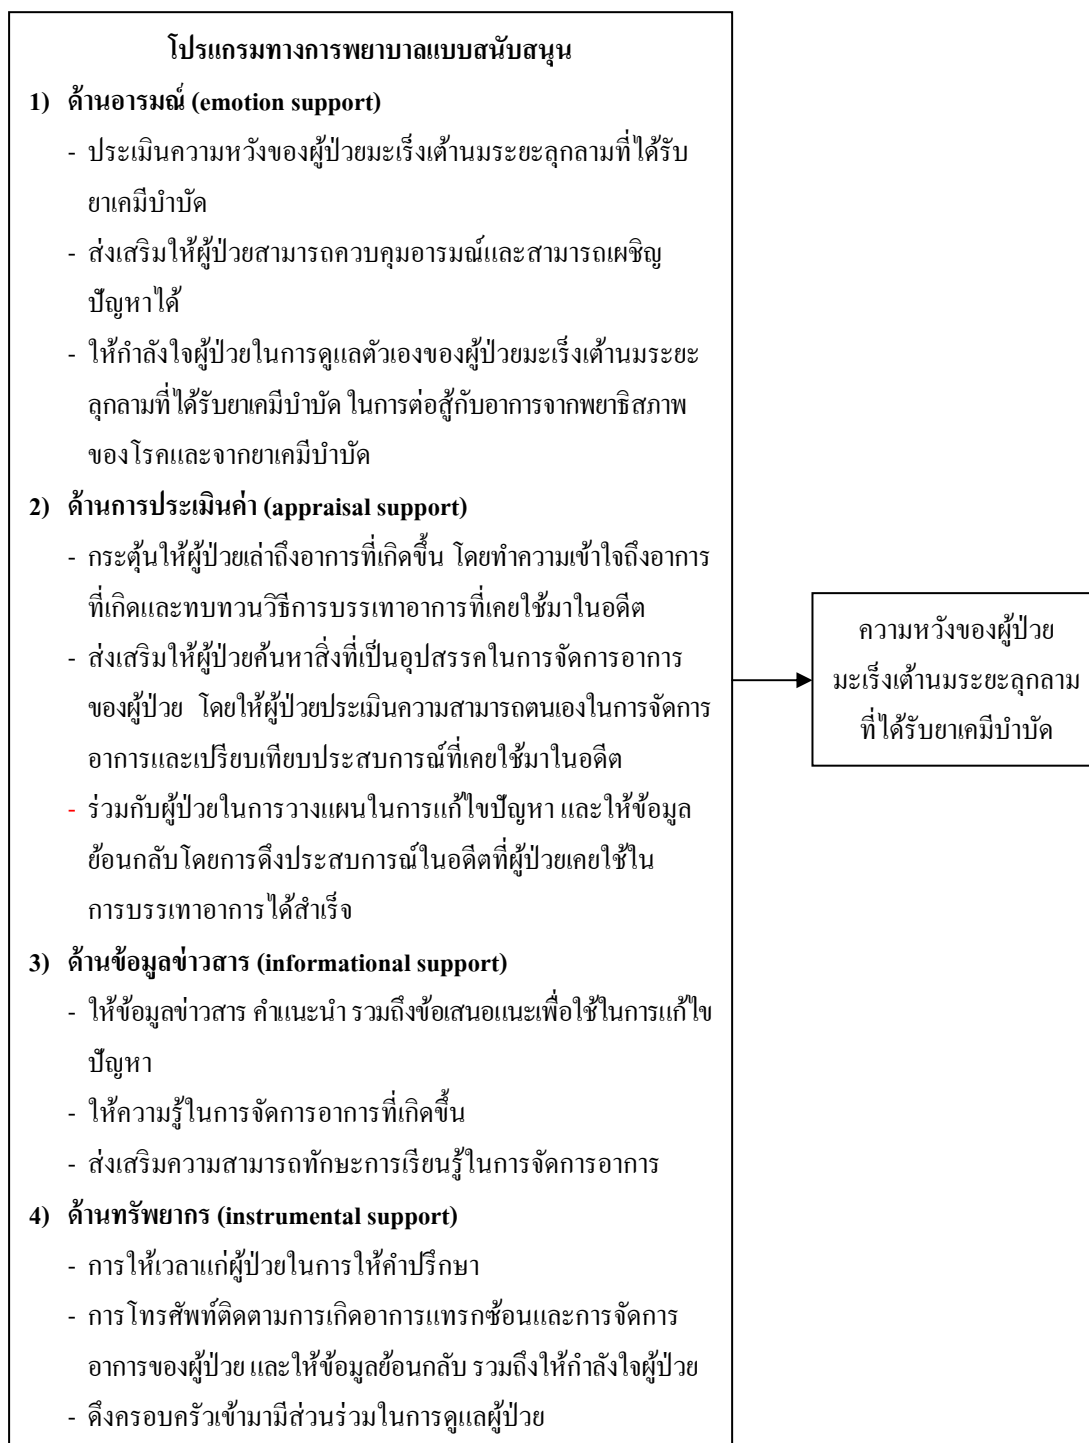 โปรแกรมทางการพยาบาลแบบสนับสนุน
1) ด้านอารมณ์ (emotion support)
- ประเมินความหวังของผู้ป่วยมะเร็งเต้านมระยะลุกลามที่ได้รับ
ยาเคมีบำบัด
- ส่งเสริมให้ผู้ป่วยสามารถควบคุมอารมณ์และสามารถเผชิญ
ปัญหาได้
- ให้กำลังใจผู้ป่วยในการดูแลตัวเองของผู้ป่วยมะเร็งเต้านมระยะ
ลุกลามที่ได้รับยาเคมีบำบัด ในการต่อสู้กับอาการจากพยาธิสภาพ
ของโรคและจากยาเคมีบำบัด
2) ด้านการประเมินค่า (appraisal support)
- กระตุ้นให้ผู้ป่วยเล่าถึงอาการที่เกิดขึ้น โดยทำความเข้าใจถึงอาการ
ที่เกิดและทบทวนวิธีการบรรเทาอาการที่เคยใช้มาในอดีต
- ส่งเสริมให้ผู้ป่วยค้นหาสิ่งที่เป็นอุปสรรคในการจัดการอาการ
ของผู้ป่วย โดยให้ผู้ป่วยประเมินความสามารถตนเองในการจัดการ
อาการและเปรียบเทียบประสบการณ์ที่เคยใช้มาในอดีต
- ร่วมกับผู้ป่วยในการวางแผนในการแก้ไขปัญหา และให้ข้อมูล
ย้อนกลับโดยการดึงประสบการณ์ในอดีตที่ผู้ป่วยเคยใช้ใน
การบรรเทาอาการได้สำเร็จ
3) ด้านข้อมูลข่าวสาร (informational support)
- ให้ข้อมูลข่าวสาร คำแนะนำ รวมถึงข้อเสนอแนะเพื่อใช้ในการแก้ไข
ปัญหา
- ให้ความรู้ในการจัดการอาการที่เกิดขึ้น
- ส่งเสริมความสามารถทักษะการเรียนรู้ในการจัดการอาการ
4) ด้านทรัพยากร (instrumental support)
- การให้เวลาแก่ผู้ป่วยในการให้คำปรึกษา
- การโทรศัพท์ติดตามการเกิดอาการแทรกซ้อนและการจัดการ
อาการของผู้ป่วย และให้ข้อมูลย้อนกลับ รวมถึงให้กำลังใจผู้ป่วย
- ดึงครอบครัวเข้ามามีส่วนร่วมในการดูแลผู้ป่วย
ความหวังของผู้ป่วย
มะเร็งเต้านมระยะลุกลาม
ที่ได้รับยาเคมีบำบัด